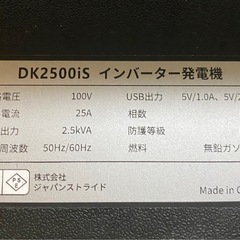 DK2500iS インバーター発電機
電圧 100V USB出力 5V/1.0A、5V/2
電流 25A 相数
出力 2.5kVA 防護等級
周波数 50Hz/60Hz 燃料 無鉛ガソ
PSE 株式会社
ジャパンストライド Made in C